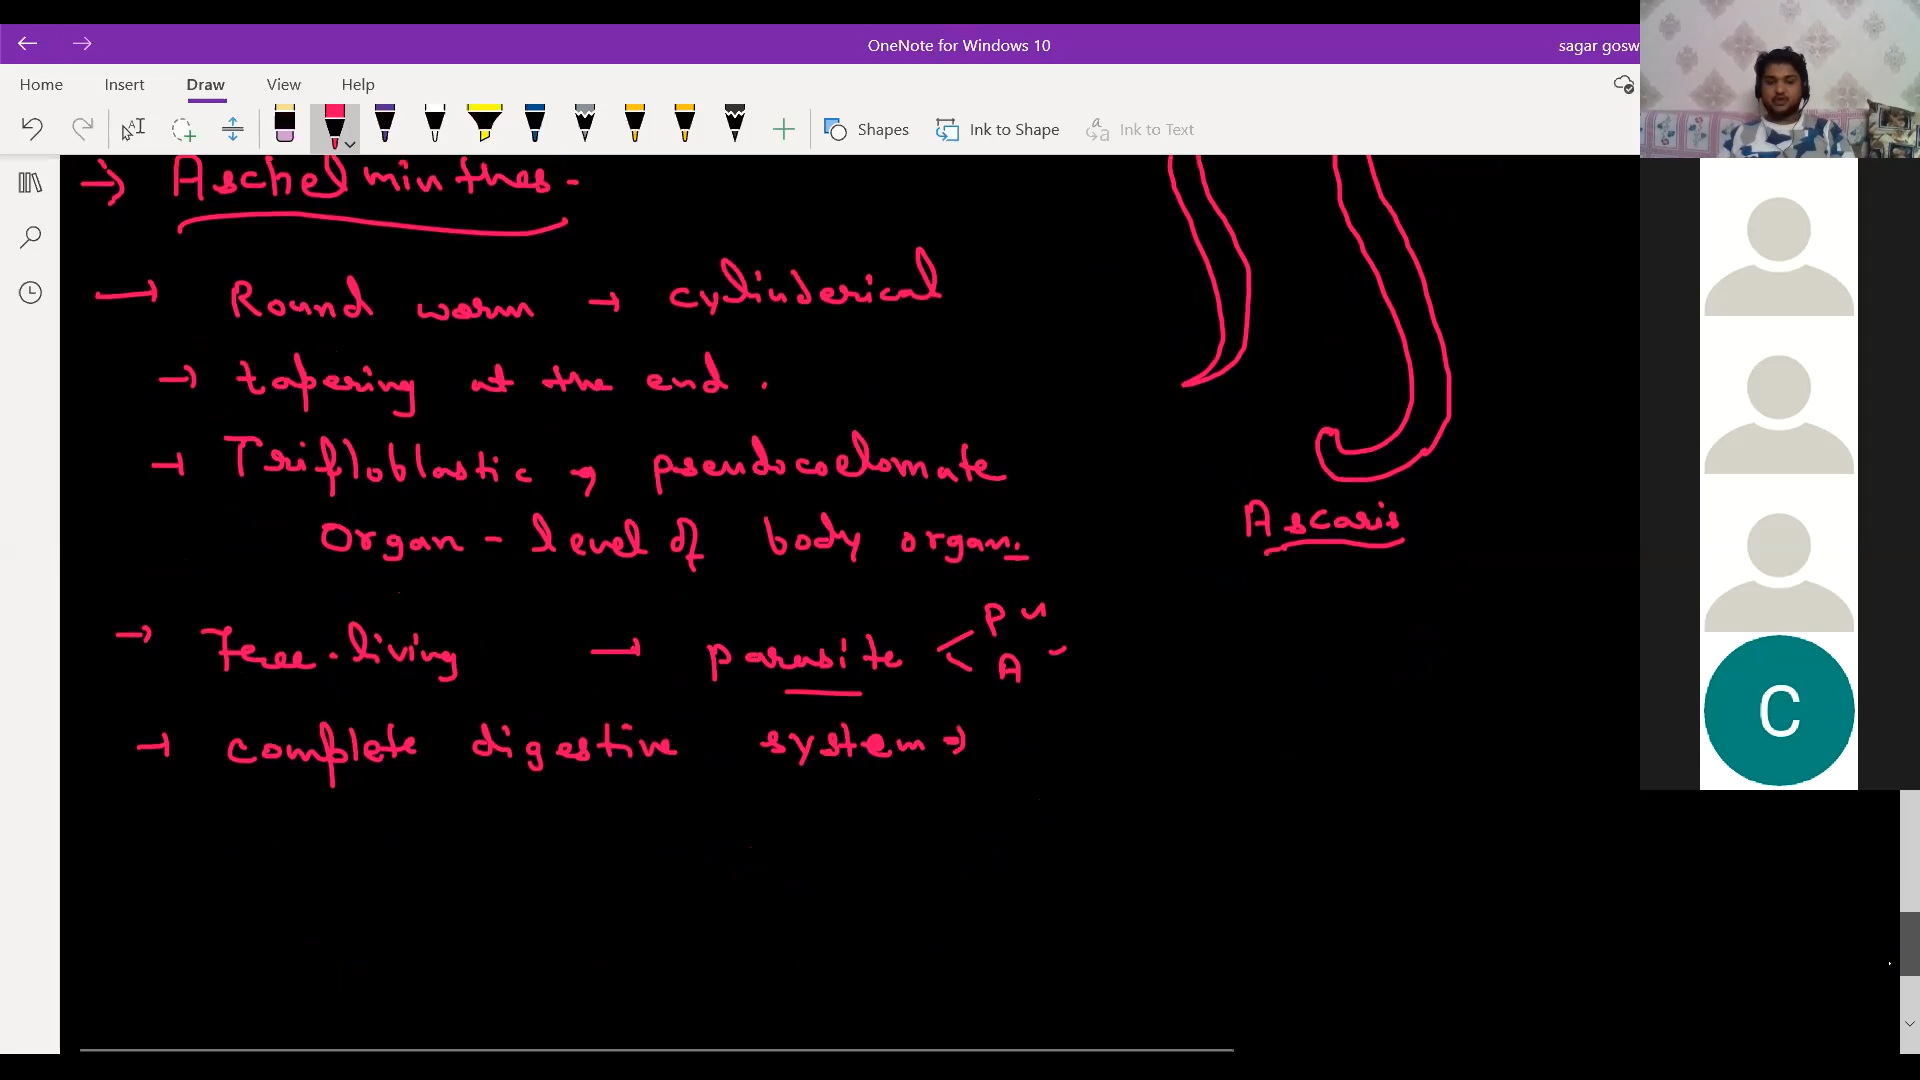 OneNote for Windows 10
sagar gosw
Home Insert Draw View Help
Shapes Ink to Shape Ink to Text
→ Aschelminthes -
→ Round worm → cylinderical
→ tapering at the end .
→ Trifloblastic , pseudocoelomate
Organ - level of body organ.
→ Free-living → parasite < P
A
→ complete digestive system →
Ascaris
C